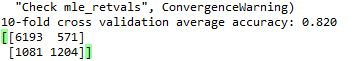 "Check mle_retvals", ConvergenceWarning)
10-fold cross validation average accuracy: 0.820
[[6193  571]
 [1081 1204]]